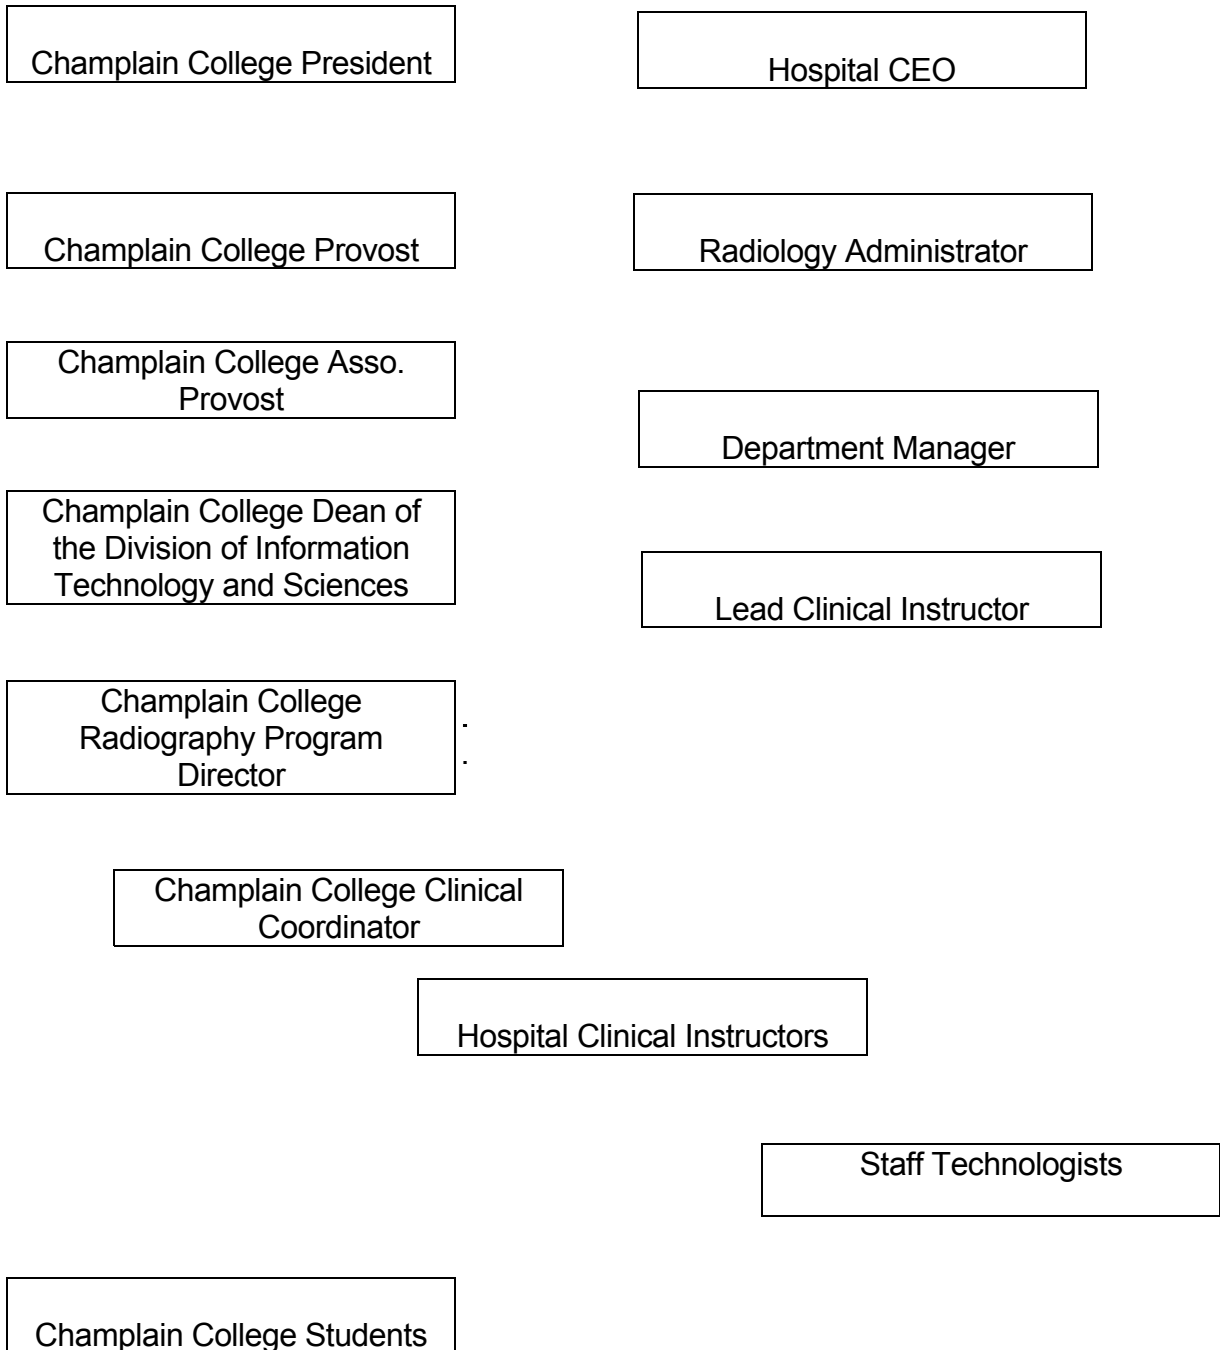 Champlain College President
Hospital CEO
Champlain College Provost
Radiology Administrator
Champlain College Asso.
Provost
Department Manager
Champlain College Dean of
the Division of Information
Technology and Sciences
Lead Clinical Instructor
Champlain College
Radiography Program
Director
Champlain College Clinical
Coordinator
Hospital Clinical Instructors
Staff Technologists
Champlain College Students